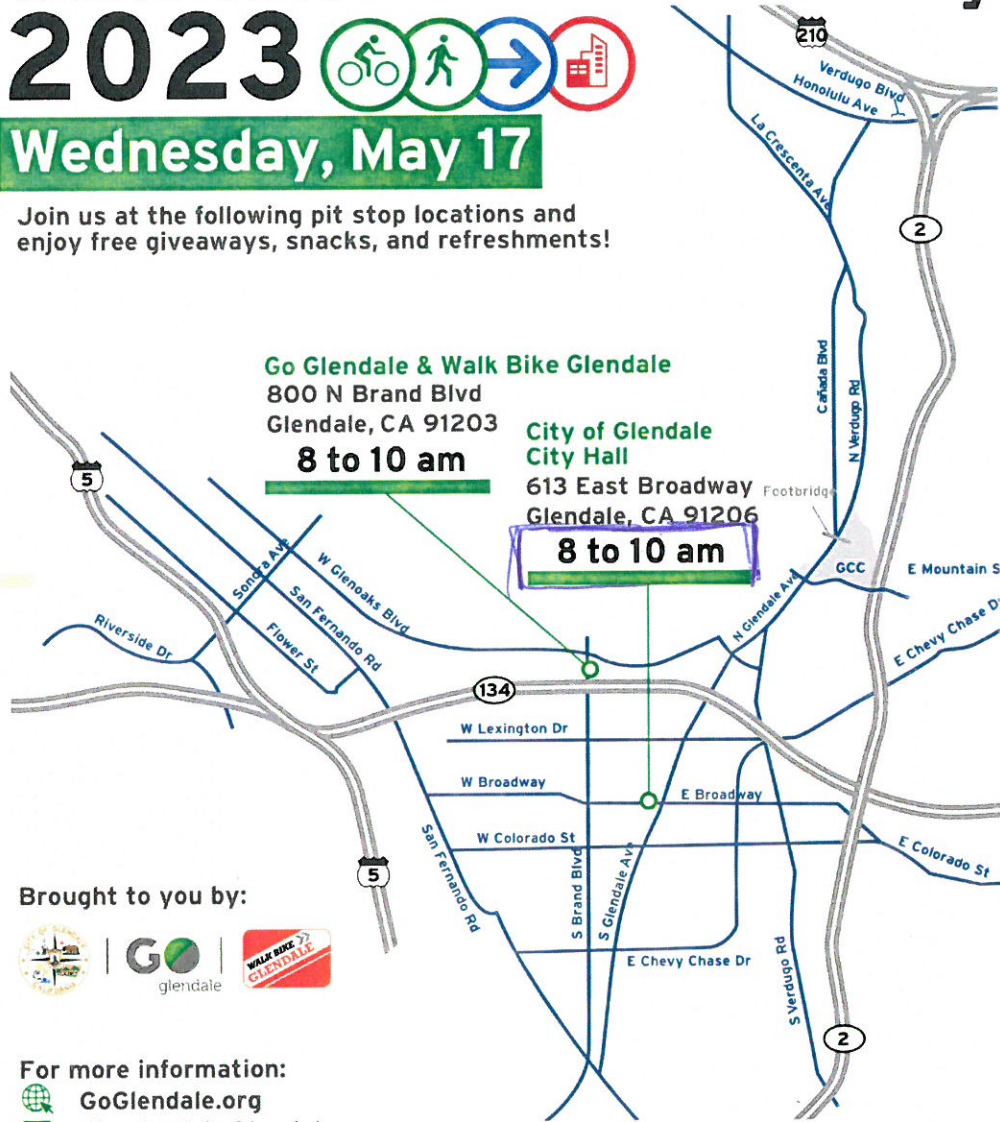 2023
Wednesday, May 17
Join us at the following pit stop locations and
enjoy free giveaways, snacks, and refreshments!
Go Glendale & Walk Bike Glendale
800 N Brand Blvd
Glendale, CA 91203
8 to 10 am
City of Glendale
City Hall
613 East Broadway
Glendale, CA 91206
8 to 10 am
210
Verdugo Blvd
Honolulu Ave
La Crescenta Ave
2
Cañada Blvd
N Verdugo Rd
Footbridge
GCC
E Mountain S
E Chevy Chase D
N Glendale Ave
5
Sonora Ave
W Glenoaks Blvd
San Fernando Rd
Flower St
Riverside Dr
134
W Lexington Dr
W Broadway
E Broadway
W Colorado St
E Colorado St
San Fernando Rd
S Brand Blvd
S Glendale Ave
E Chevy Chase Dr
S Verdugo Rd
5
2
Brought to you by:
CITY OF GLENDALE
CALIFORNIA
GO
glendale
WALK BIKE
GLENDALE
For more information:
GoGlendale.org